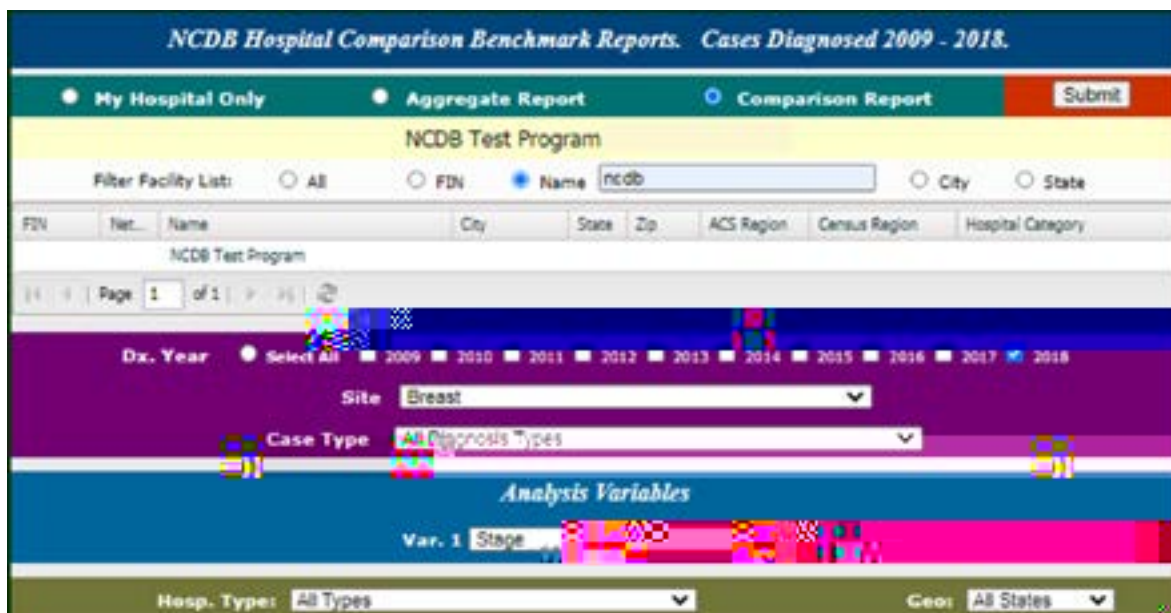 NCDB Hospital Comparison Benchmark Reports. Cases Diagnosed 2009 - 2018.
My Hospital Only Aggregate Report Comparison Report Submit
NCDB Test Program
Filter Facility List: All FIN Name ncdb City State
FIN Net... Name City State Zip ACS Region Census Region Hospital Category
NCDB Test Program
Page 1 of 1
Dx. Year Select All 2009 2010 2011 2012 2013 2014 2015 2016 2017 2018
Site Breast
Case Type All Diagnosis Types
Analysis Variables
Var. 1 Stage
Hosp. Type: All Types Geo: All States